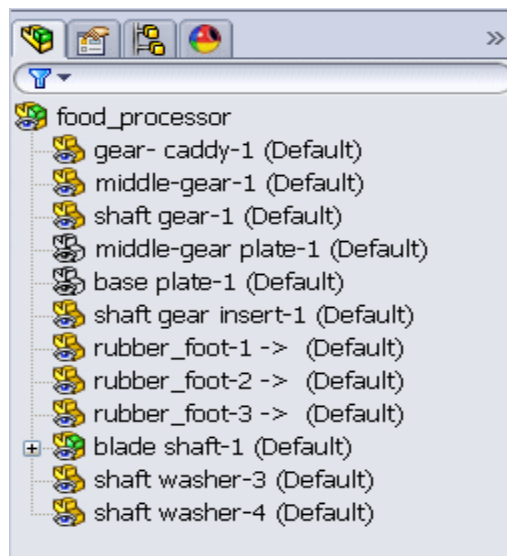 food_processor
gear- caddy-1 (Default)
middle-gear-1 (Default)
shaft gear-1 (Default)
middle-gear plate-1 (Default)
base plate-1 (Default)
shaft gear insert-1 (Default)
rubber_foot-1 -> (Default)
rubber_foot-2 -> (Default)
rubber_foot-3 -> (Default)
blade shaft-1 (Default)
shaft washer-3 (Default)
shaft washer-4 (Default)